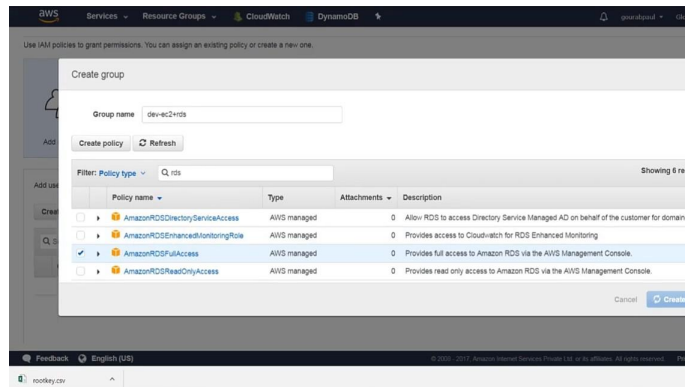 aws Services Resource Groups CloudWatch DynamoDB gourabpaul
Use IAM policies to grant permissions. You can assign an existing policy or create a new one.
Create group
Group name dev-ec2+rds
Add
Create policy Refresh
Filter: Policy type rds Showing 6 re
Add use
Policy name Type Attachments Description
Creat
AmazonRDSDirectoryServiceAccess AWS managed 0 Allow RDS to access Directory Service Managed AD on behalf of the customer for domain
AmazonRDSEnhancedMonitoringRole AWS managed 0 Provides access to Cloudwatch for RDS Enhanced Monitoring
AmazonRDSFullAccess AWS managed 0 Provides full access to Amazon RDS via the AWS Management Console.
AmazonRDSReadOnlyAccess AWS managed 0 Provides read only access to Amazon RDS via the AWS Management Console.
Cancel Create
Feedback English (US) © 2008 - 2017, Amazon Internet Services Private Ltd. or its affiliates. All rights reserved.
rootkey.csv